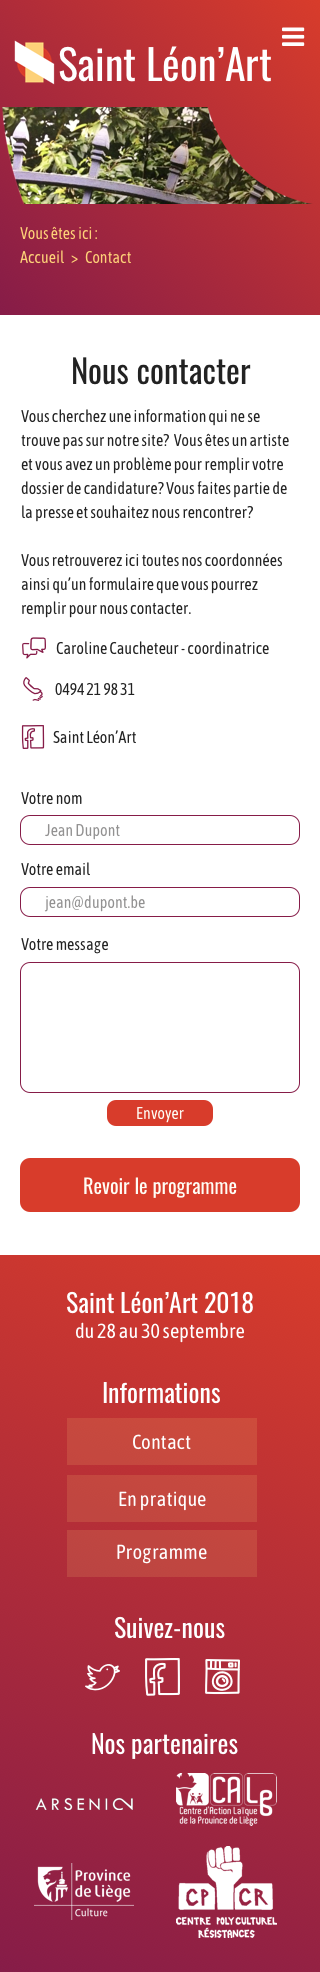 Saint Léon’Art
Vous êtes ici :
Accueil > Contact
Nous contacter
Vous cherchez une information qui ne se
trouve pas sur notre site? Vous êtes un artiste
et vous avez un problème pour remplir votre
dossier de candidature? Vous faites partie de
la presse et souhaitez nous rencontrer?
Vous retrouverez ici toutes nos coordonnées
ainsi qu’un formulaire que vous pourrez
remplir pour nous contacter.
Caroline Caucheteur - coordinatrice
0494 21 98 31
Saint Léon’Art
Votre nom
Jean Dupont
Votre email
jean@dupont.be
Votre message
Envoyer
Revoir le programme
Saint Léon’Art 2018
du 28 au 30 septembre
Informations
Contact
En pratique
Programme
Suivez-nous
Nos partenaires
ARSENIC
CALg
Centre d'Action Laïque
de la Province de Liège
Province
de Liège
Culture
CPCR
CENTRE POLYCULTUREL
RÉSISTANCES